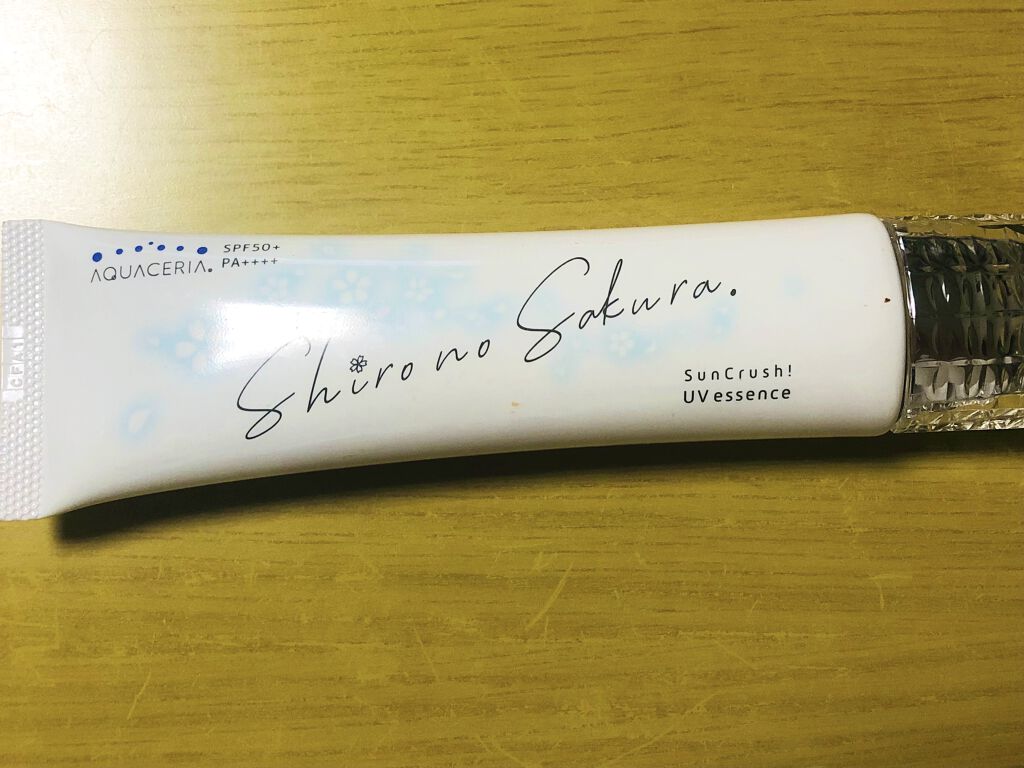 AQUACERIA.
SPF50+
PA++++
Shiro no Sakura.
SunCrush!
UV essence